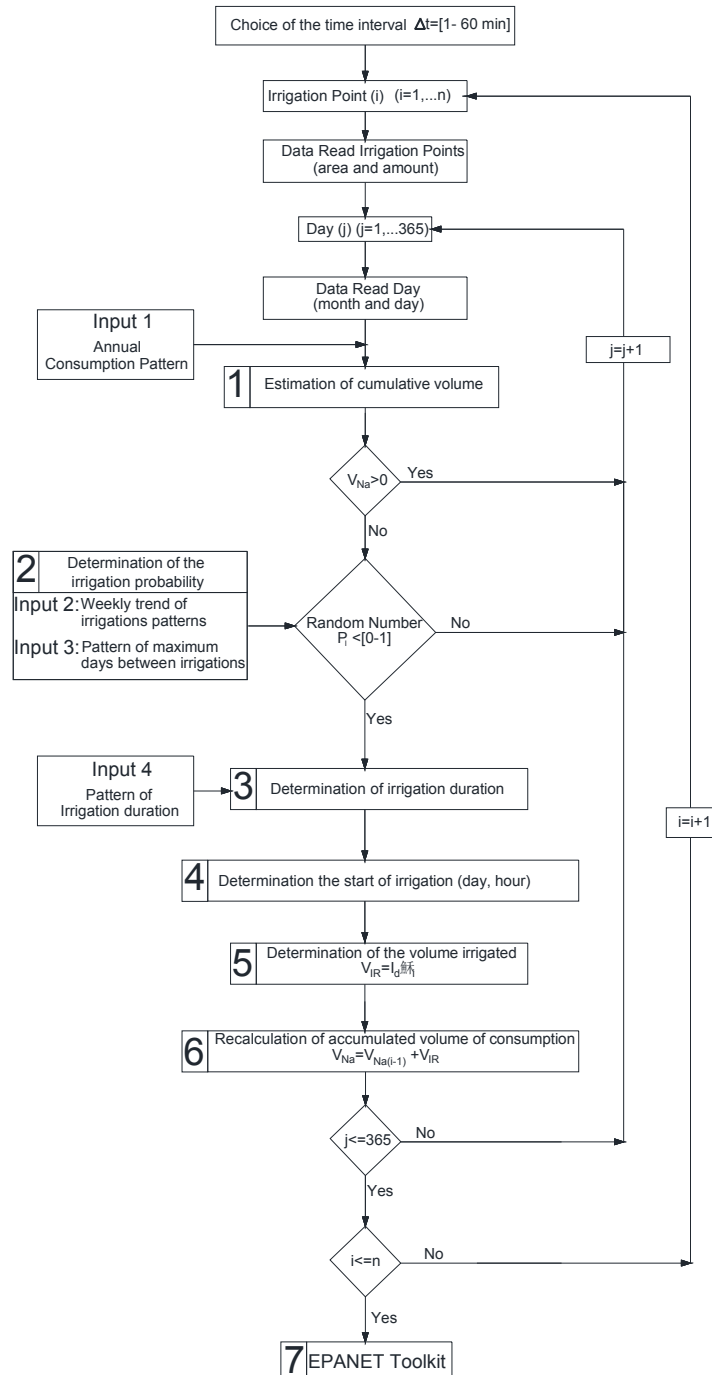 Choice of the time interval Δt=[1- 60 min]
Irrigation Point (i) (i=1,...n)
Data Read Irrigation Points
(area and amount)
Day (j) (j=1,...365)
Data Read Day
(month and day)
Input 1
Annual
Consumption Pattern
j=j+1
1 Estimation of cumulative volume
V_Na>0
Yes
No
2 Determination of the
irrigation probability
Input 2: Weekly trend of
irrigations patterns
Input 3: Pattern of maximum
days between irrigations
Random Number
P_i <[0-1]
No
Yes
Input 4
Pattern of
Irrigation duration
3 Determination of irrigation duration
i=i+1
4 Determination the start of irrigation (day, hour)
5 Determination of the volume irrigated
V_IR=I_d
6 Recalculation of accumulated volume of consumption
V_Na=V_Na(i-1) +V_IR
j<=365
No
Yes
i<=n
No
Yes
7 EPANET Toolkit